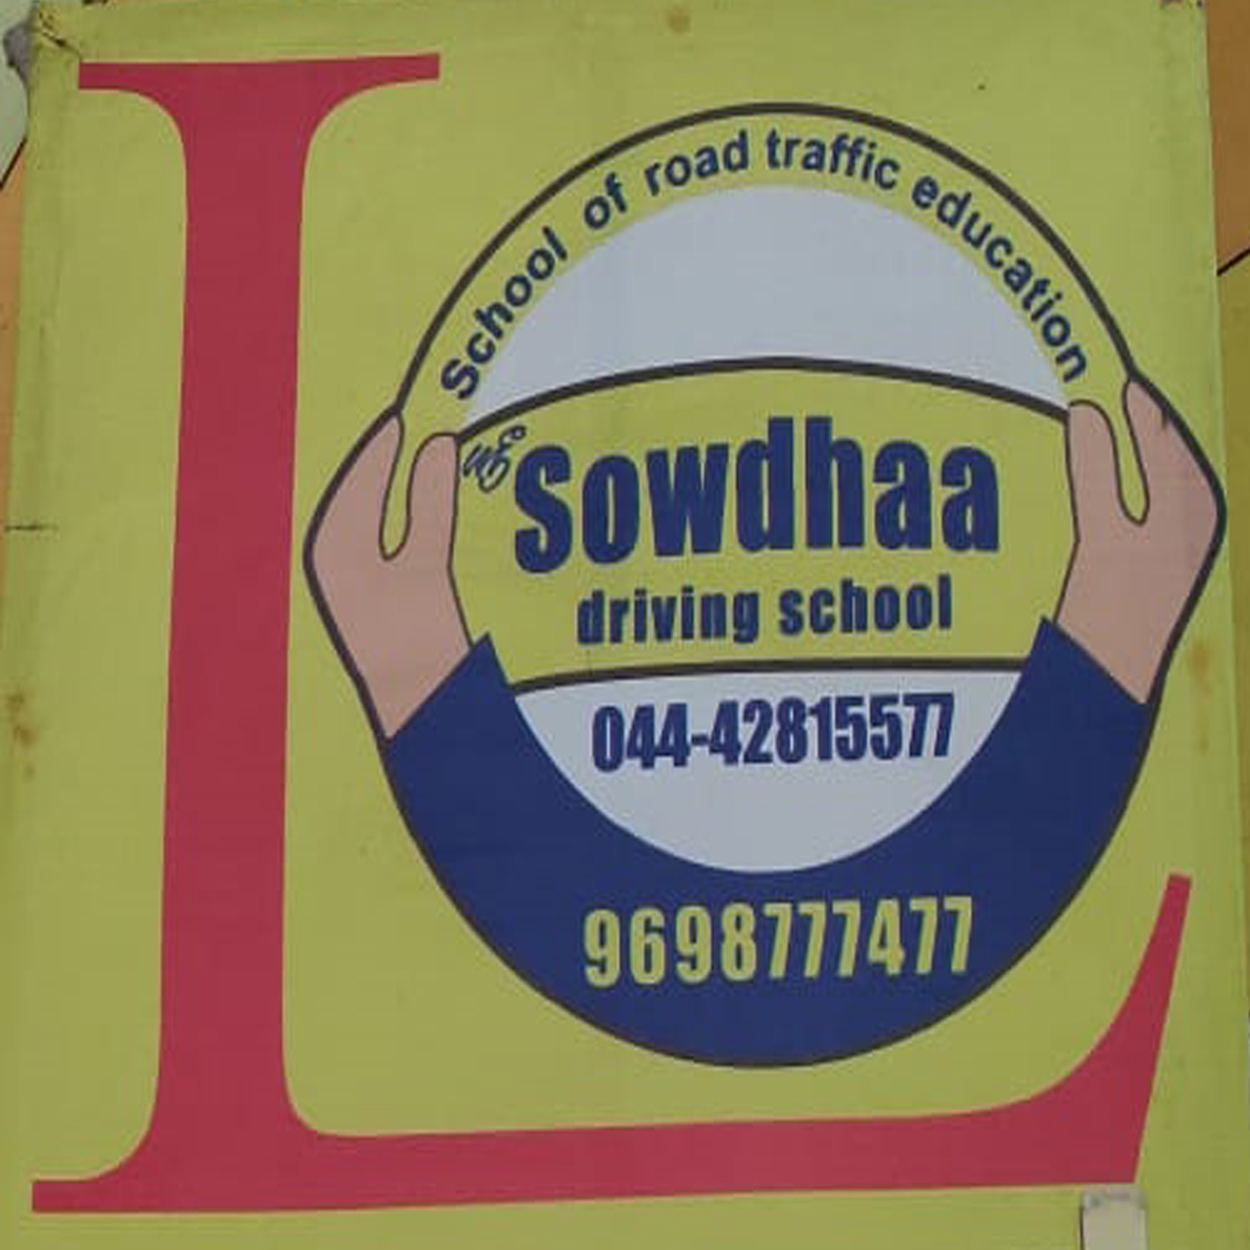 L
School of road traffic education
Sowdhaa
driving school
044-42815577
9698777477